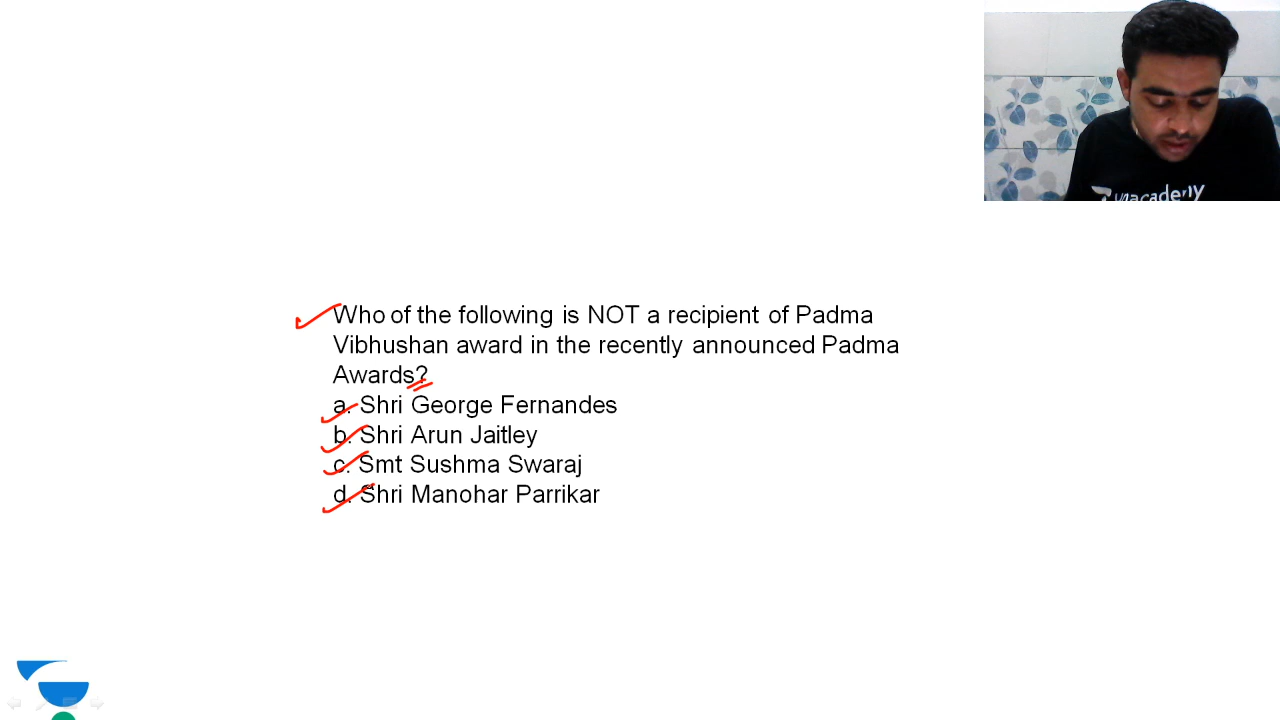 Who of the following is NOT a recipient of Padma
Vibhushan award in the recently announced Padma
Awards?
a. Shri George Fernandes
b. Shri Arun Jaitley
c. Smt Sushma Swaraj
d. Shri Manohar Parrikar
unacademy